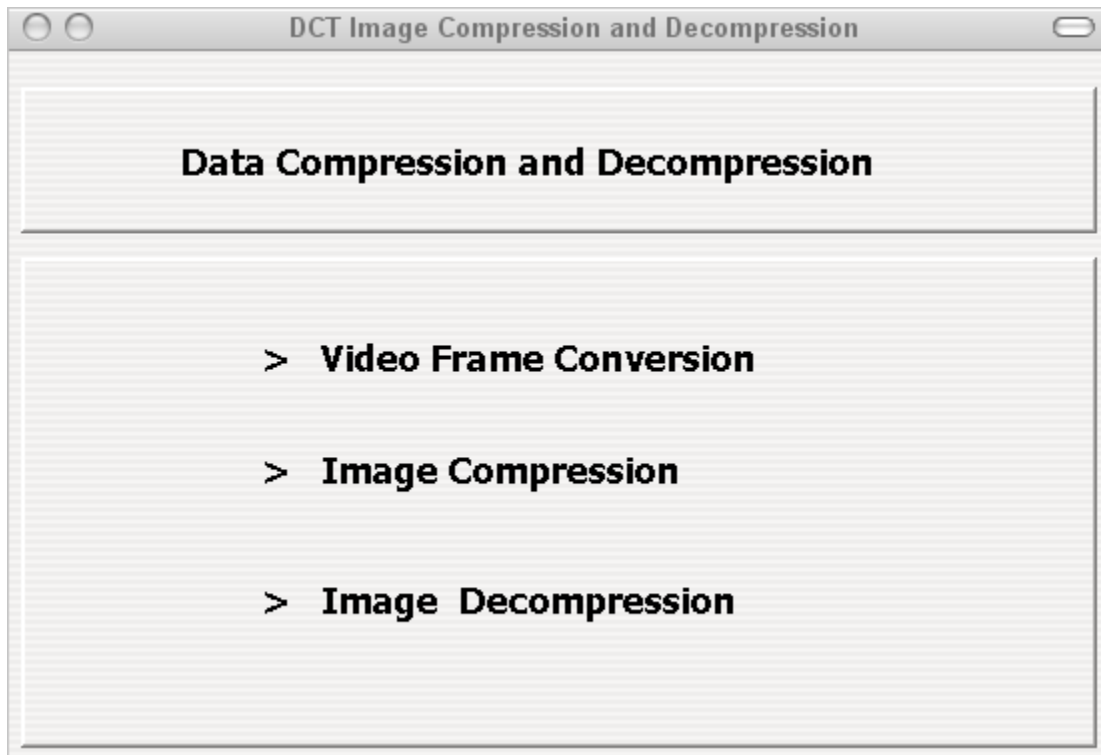 DCT Image Compression and Decompression
Data Compression and Decompression
> Video Frame Conversion
> Image Compression
> Image Decompression